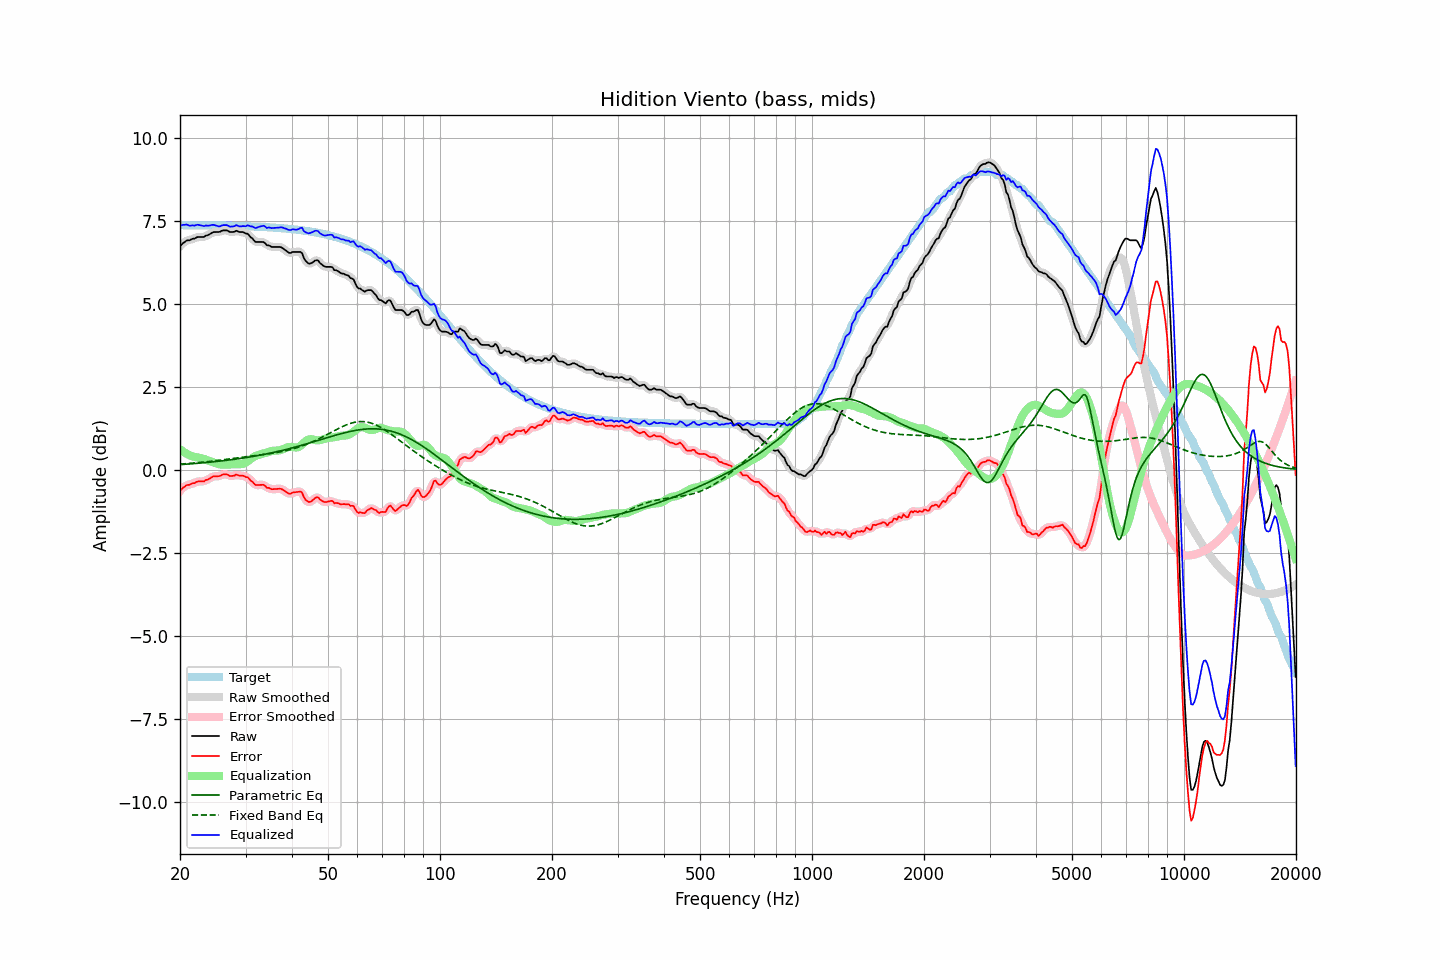 Hidition Viento (bass, mids)
10.0
7.5
5.0
2.5
0.0
−2.5
−5.0
−7.5
−10.0
Amplitude (dBr)
Target
Raw Smoothed
Error Smoothed
Raw
Error
Equalization
Parametric Eq
Fixed Band Eq
Equalized
20 50 100 200 500 1000 2000 5000 10000 20000
Frequency (Hz)